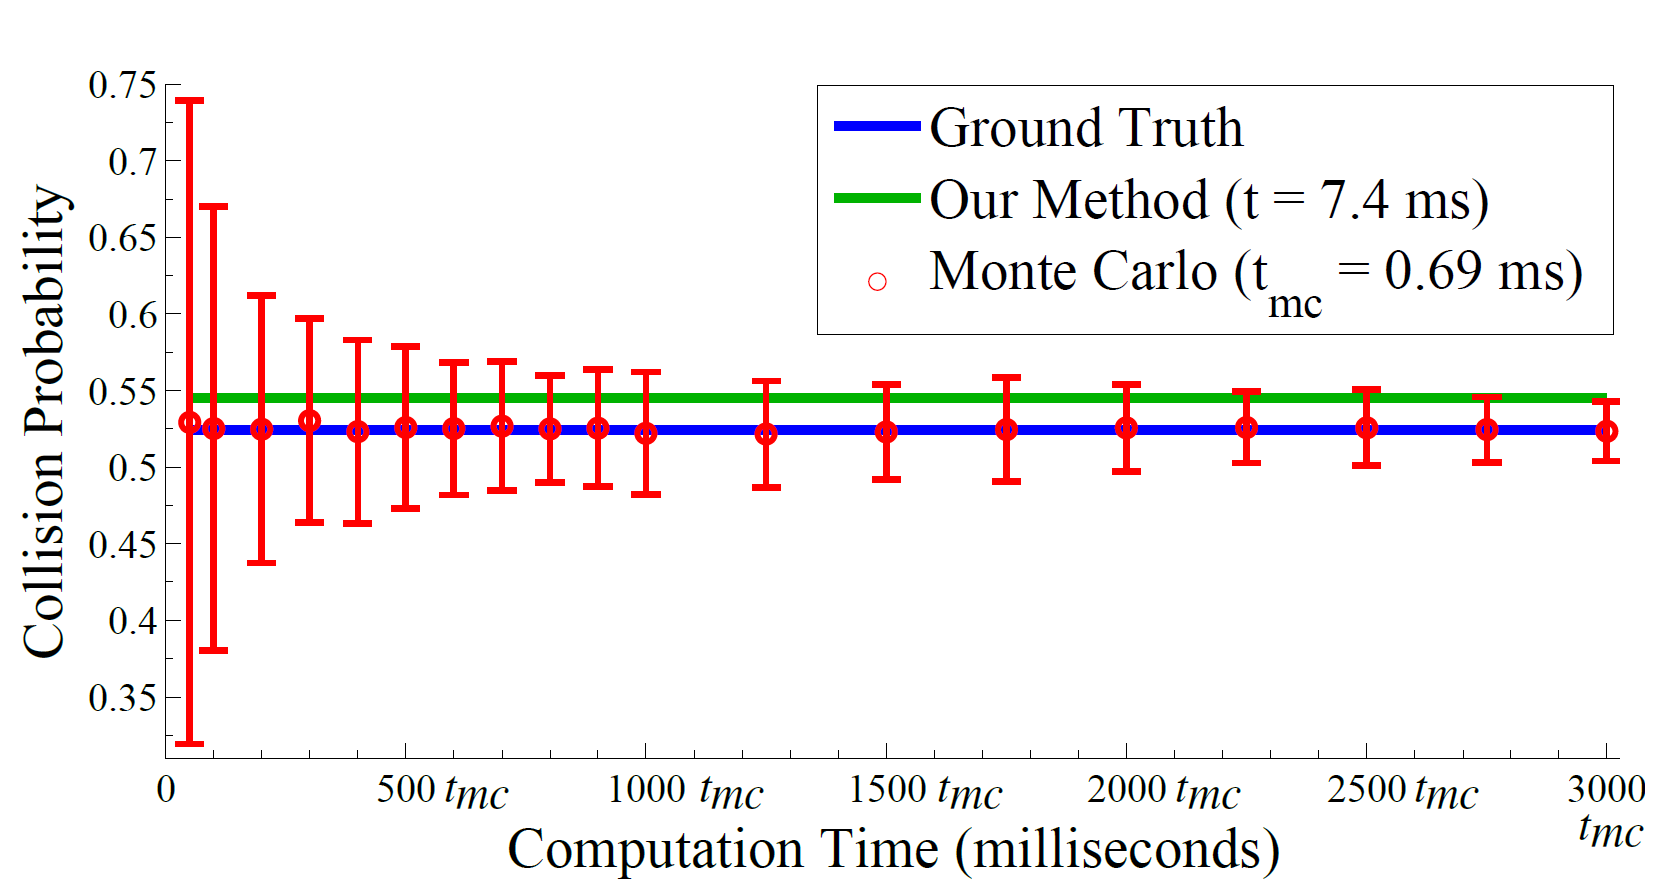 0.75
0.7
0.65
0.6
0.55
0.5
0.45
0.4
0.35
Collision Probability
Ground Truth
Our Method (t = 7.4 ms)
Monte Carlo (tmc = 0.69 ms)
0
500 tmc
1000 tmc
1500 tmc
2000 tmc
2500 tmc
3000
tmc
Computation Time (milliseconds)